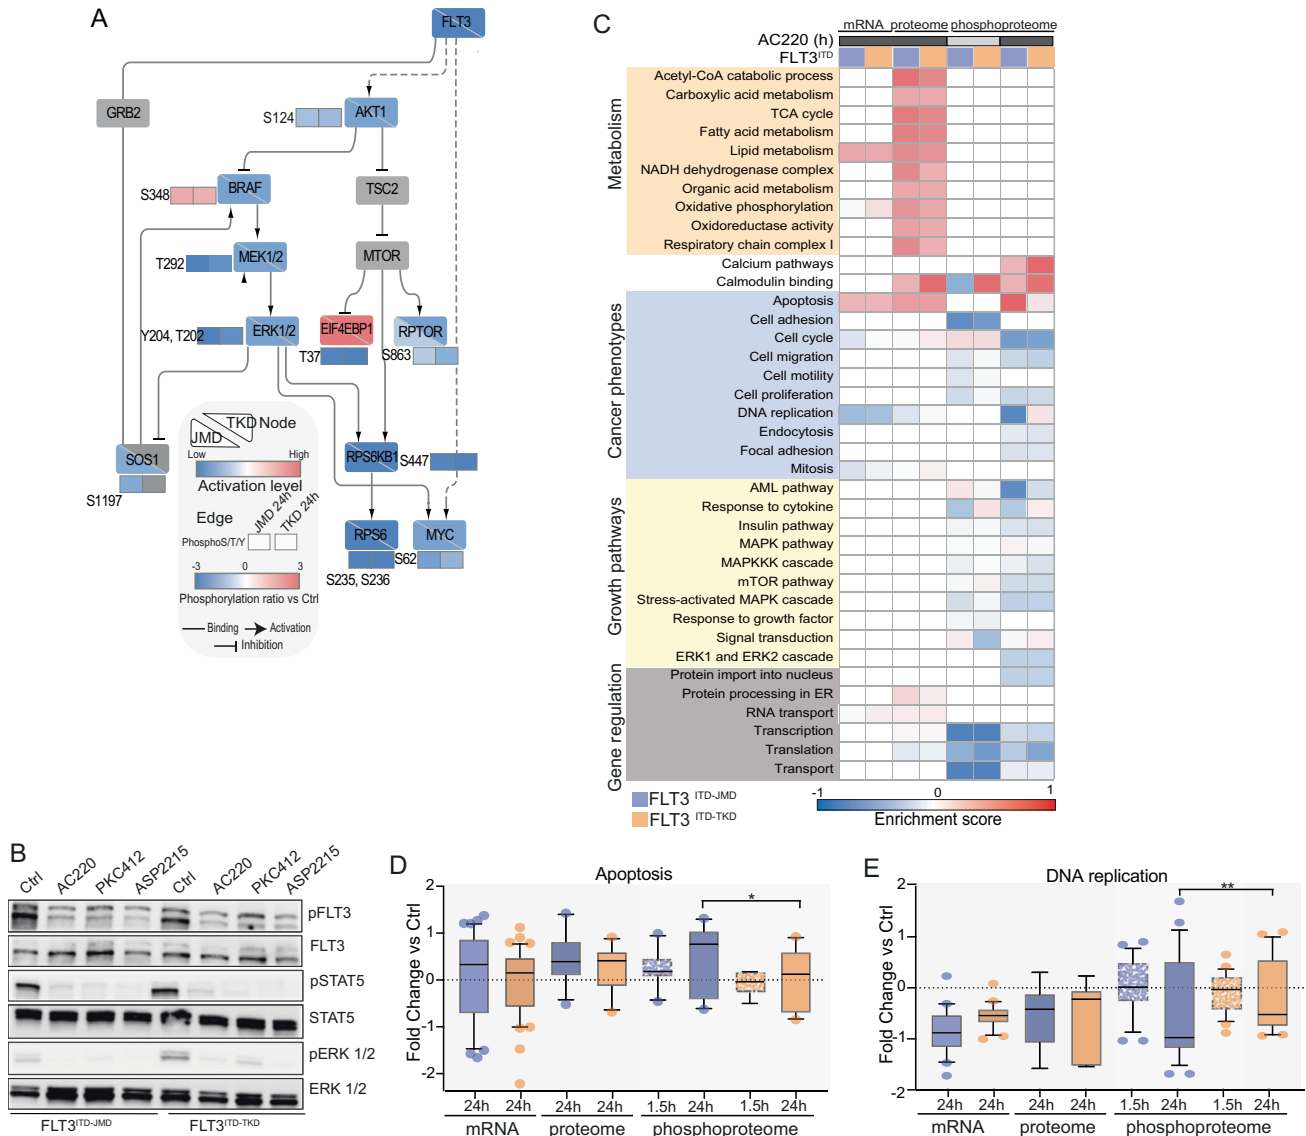 A
FLT3
GRB2
S124
AKT1
S348
BRAF
TSC2
T292
MEK1/2
MTOR
Y204, T202
ERK1/2
EIF4EBP1
RPTOR
T37
S863
SOS1
S1197
RPS6KB1
S447
RPS6
MYC
S62
S235, S236
TKD Node
JMD
Low
High
Activation level
Edge
JMD 24h
TKD 24h
PhosphoS/T/Y
-3
0
3
Phosphorylation ratio vs Ctrl
Binding
Activation
Inhibition
C
mRNA proteome phosphoproteome
AC220 (h)
FLT3ITD
Metabolism
Acetyl-CoA catabolic process
Carboxylic acid metabolism
TCA cycle
Fatty acid metabolism
Lipid metabolism
NADH dehydrogenase complex
Organic acid metabolism
Oxidative phosphorylation
Oxidoreductase activity
Respiratory chain complex I
Calcium pathways
Calmodulin binding
Cancer phenotypes
Apoptosis
Cell adhesion
Cell cycle
Cell migration
Cell motility
Cell proliferation
DNA replication
Endocytosis
Focal adhesion
Mitosis
Growth pathways
AML pathway
Response to cytokine
Insulin pathway
MAPK pathway
MAPKKK cascade
mTOR pathway
Stress-activated MAPK cascade
Response to growth factor
Signal transduction
ERK1 and ERK2 cascade
Gene regulation
Protein import into nucleus
Protein processing in ER
RNA transport
Transcription
Translation
Transport
FLT3 ITD-JMD
FLT3 ITD-TKD
-1
0
1
Enrichment score
B
Ctrl AC220 PKC412 ASP2215 Ctrl AC220 PKC412 ASP2215
pFLT3
FLT3
pSTAT5
STAT5
pERK 1/2
ERK 1/2
FLT3ITD-JMD FLT3ITD-TKD
D
Apoptosis
Fold Change vs Ctrl
2
1
0
-1
-2
*
24h 24h 24h 24h 1.5h 24h 1.5h 24h
mRNA proteome phosphoproteome
E
DNA replication
Fold Change vs Ctrl
2
1
0
-1
-2
**
24h 24h 24h 24h 1.5h 24h 1.5h 24h
mRNA proteome phosphoproteome